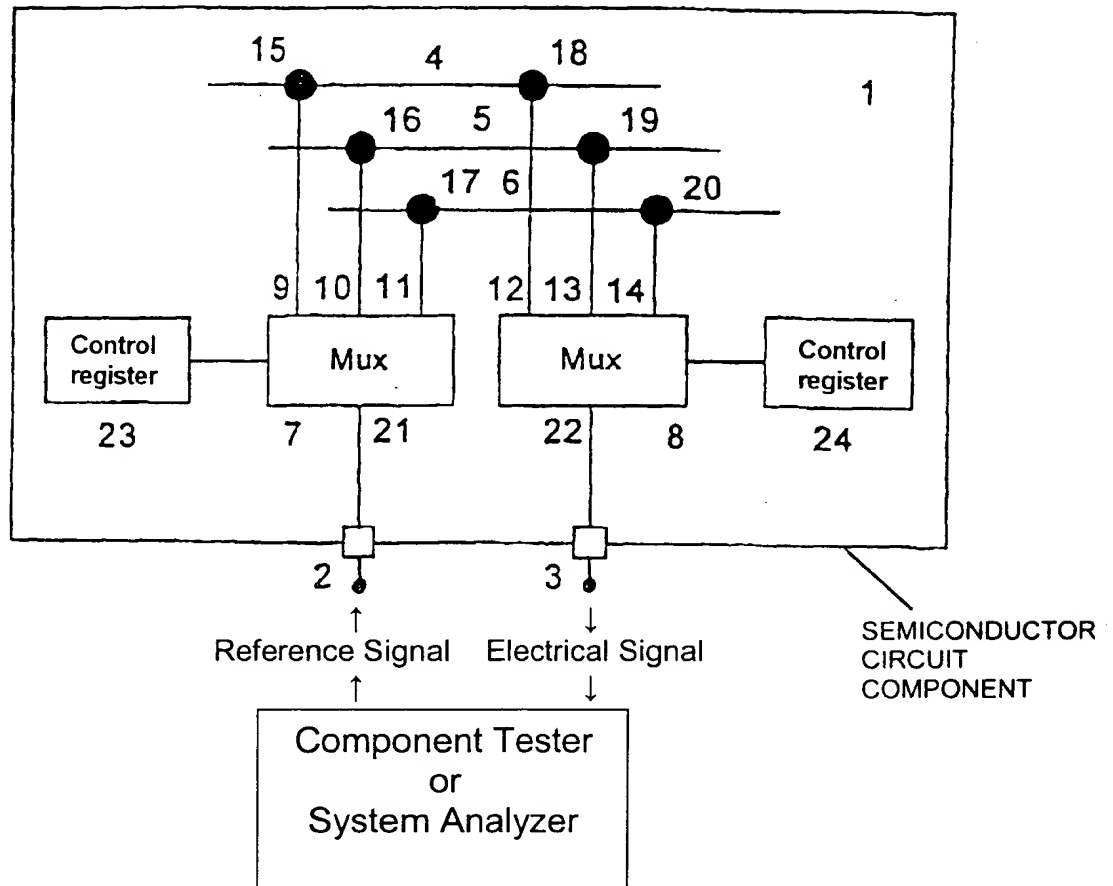 15 4 18
1
16 5 19
17 6 20
9 10 11 12 13 14
Control
register
Mux
Mux
Control
register
23 7 21 22 8 24
2 3
↑ ↓
Reference Signal Electrical Signal
↑ ↓
SEMICONDUCTOR
CIRCUIT
COMPONENT
Component Tester
or
System Analyzer